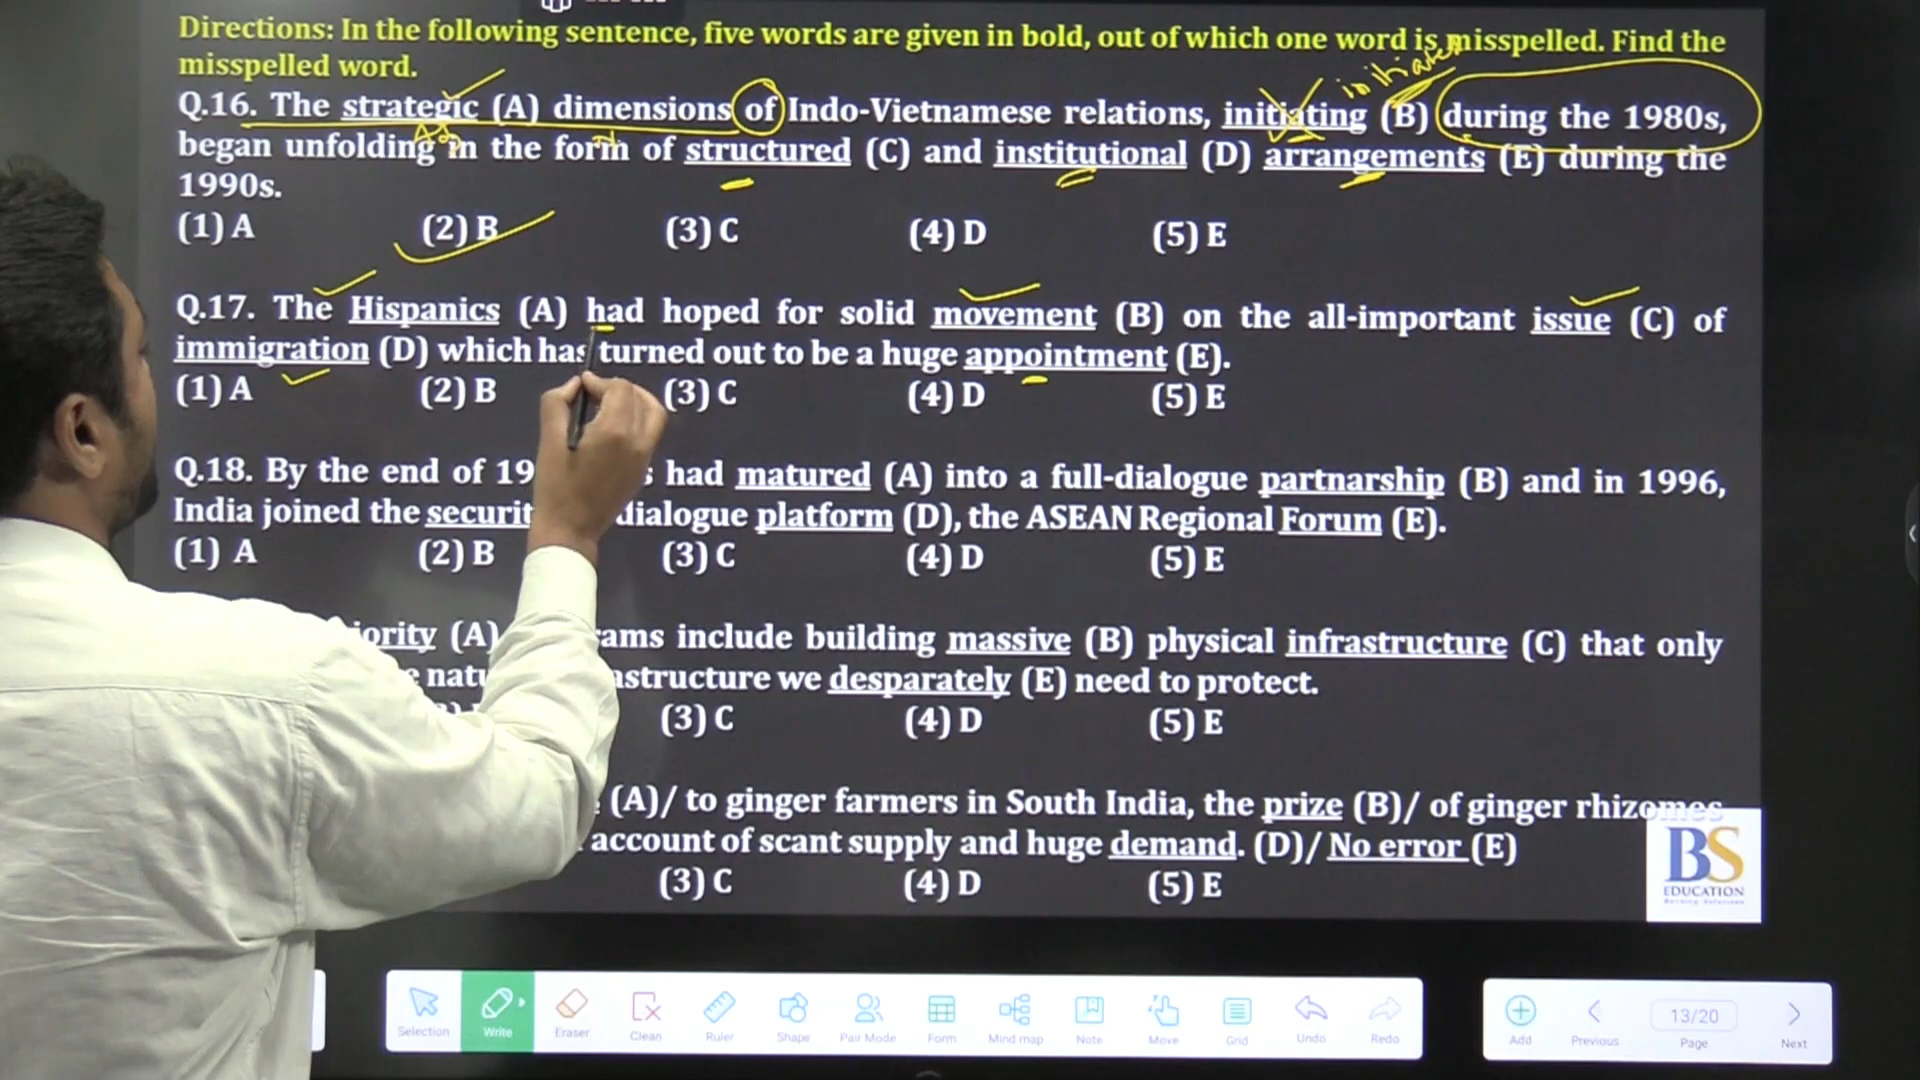 Directions: In the following sentence, five words are given in bold, out of which one word is misspelled. Find the
misspelled word.
initiated
Q.16. The strategic (A) dimensions of Indo-Vietnamese relations, initiating (B) during the 1980s,
began unfolding in the form of structured (C) and institutional (D) arrangements (E) during the
1990s.
(1) A (2) B (3) C (4) D (5) E
Q.17. The Hispanics (A) had hoped for solid movement (B) on the all-important issue (C) of
immigration (D) which has turned out to be a huge appointment (E).
(1) A (2) B (3) C (4) D (5) E
Q.18. By the end of 19 had matured (A) into a full-dialogue partnarship (B) and in 1996,
India joined the dialogue platform (D), the ASEAN Regional Forum (E).
(1) A (2) B (3) C (4) D (5) E
(A) include building massive (B) physical infrastructure (C) that only
we desparately (E) need to protect.
(3) C (4) D (5) E
(A)/ to ginger farmers in South India, the prize (B)/ of ginger rhizomes
account of scant supply and huge demand. (D)/ No error (E)
(3) C (4) D (5) E
BS
EDUCATION
Selection Write Eraser Clean Ruler Shape Pair Mode Form Mind map Note Move Grid Undo Redo
Add Previous 13/20 Page Next